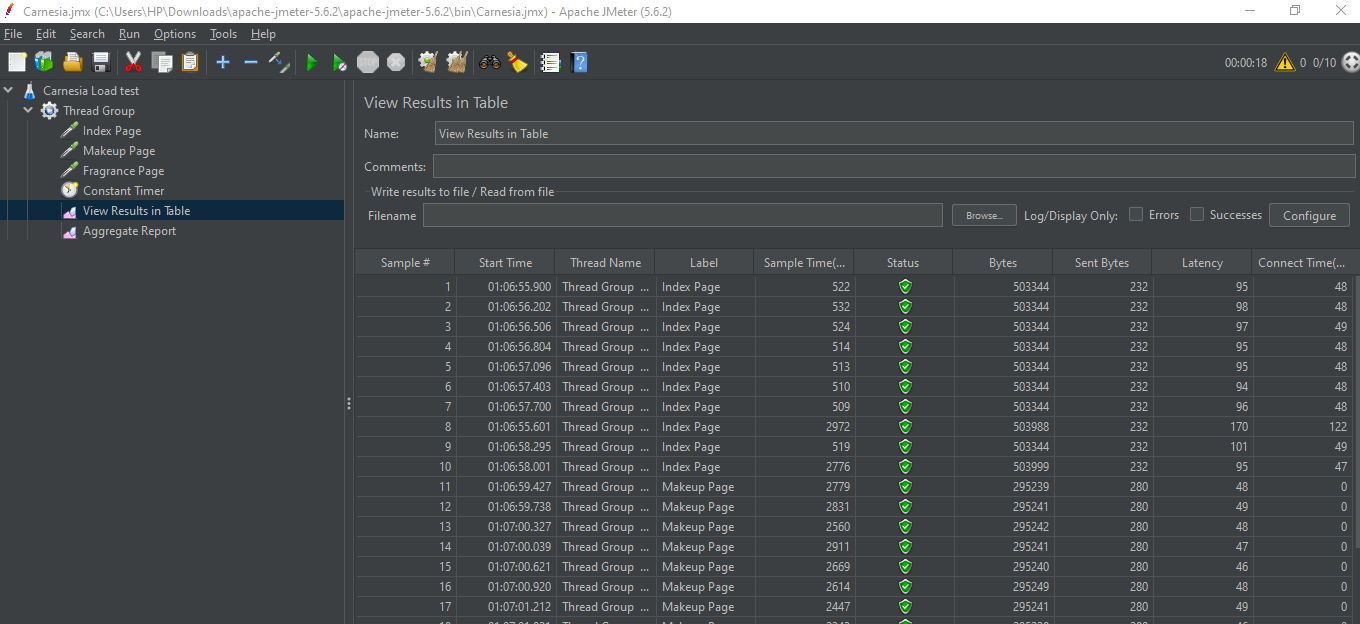 Carnesia.jmx (C:\Users\HP\Downloads\apache-jmeter-5.6.2\apache-jmeter-5.6.2\bin\Carnesia.jmx) - Apache JMeter (5.6.2)
File Edit Search Run Options Tools Help
STOP 00:00:18 0 0/10
Carnesia Load test
Thread Group
Index Page
Makeup Page
Fragrance Page
Constant Timer
View Results in Table
Aggregate Report
View Results in Table
Name: View Results in Table
Comments:
Write results to file / Read from file
Filename Browse... Log/Display Only: Errors Successes Configure
Sample # Start Time Thread Name Label Sample Time(... Status Bytes Sent Bytes Latency Connect Time(...
1 01:06:55.900 Thread Group ... Index Page 522 503344 232 95 48
2 01:06:56.202 Thread Group ... Index Page 532 503344 232 98 48
3 01:06:56.506 Thread Group ... Index Page 524 503344 232 97 49
4 01:06:56.804 Thread Group ... Index Page 514 503344 232 95 48
5 01:06:57.096 Thread Group ... Index Page 513 503344 232 95 48
6 01:06:57.403 Thread Group ... Index Page 510 503344 232 94 48
7 01:06:57.700 Thread Group ... Index Page 509 503344 232 96 48
8 01:06:55.601 Thread Group ... Index Page 2972 503988 232 170 122
9 01:06:58.295 Thread Group ... Index Page 519 503344 232 101 49
10 01:06:58.001 Thread Group ... Index Page 2776 503999 232 95 47
11 01:06:59.427 Thread Group ... Makeup Page 2779 295239 280 48 0
12 01:06:59.738 Thread Group ... Makeup Page 2831 295241 280 49 0
13 01:07:00.327 Thread Group ... Makeup Page 2560 295242 280 48 0
14 01:07:00.039 Thread Group ... Makeup Page 2911 295241 280 47 0
15 01:07:00.621 Thread Group ... Makeup Page 2669 295240 280 46 0
16 01:07:00.920 Thread Group ... Makeup Page 2614 295249 280 48 0
17 01:07:01.212 Thread Group ... Makeup Page 2447 295241 280 49 0